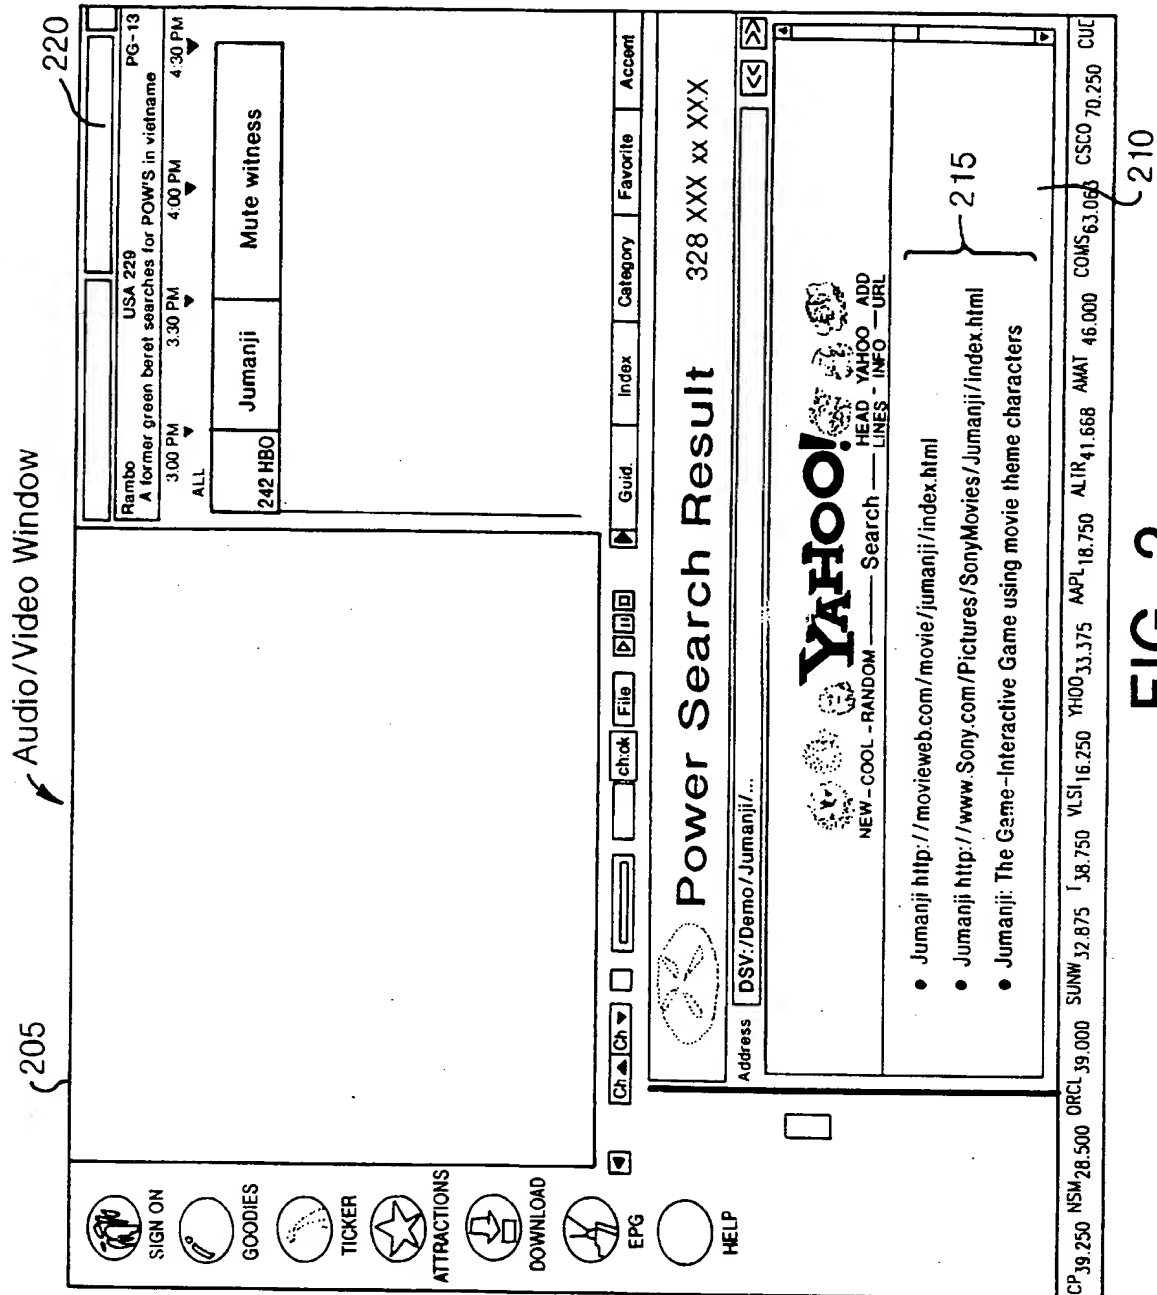 Audio/Video Window
205
220
SIGN ON
GOODIES
TICKER
ATTRACTIONS
DOWNLOAD
EPG
HELP
Rambo USA 229 PG-13
A former green beret searches for POW'S in vietname
3:00 PM 3.30 PM 4:00 PM 4:30 PM
ALL
242 HBO Jumanji Mute witness
Ch Ch ch:ok File Guid. Index Category Favorite Accent
Power Search Result 328 XXX xx XXX
Address DSV:/Demo/Jumanji/... << >>
YAHOO!
NEW-COOL-RANDOM Search HEAD LINES - YAHOO INFO - ADD URL
• Jumanji http://movieweb.com/movie/jumanji/index.html
• Jumanji http://www.Sony.com/Pictures/SonyMovies/Jumanji/index.html
• Jumanji: The Game-Interactive Game using movie theme characters
215
CP39.250 NSM28.500 ORCL39.000 SUNW32.875 T38.750 VLSI16.250 YHOO33.375 AAPL18.750 ALTR41.668 AMAT 46.000 COMS63.063 CSCO70.250
210
FIG. 2